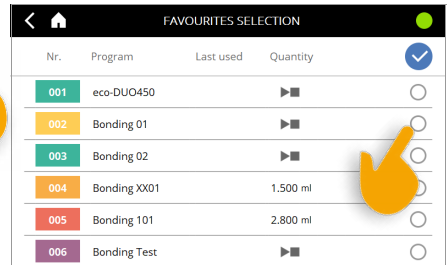 FAVOURITES SELECTION
Nr. Program Last used Quantity
001 eco-DUO450
002 Bonding 01
003 Bonding 02
004 Bonding XX01 1.500 ml
005 Bonding 101 2.800 ml
006 Bonding Test